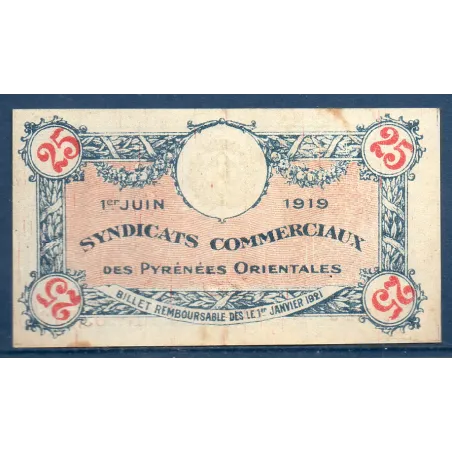 25 25
1er JUIN 1919
SYNDICATS COMMERCIAUX
DES PYRÉNÉES ORIENTALES
BILLET REMBOURSABLE DÈS LE 1er JANVIER 1921
25 25